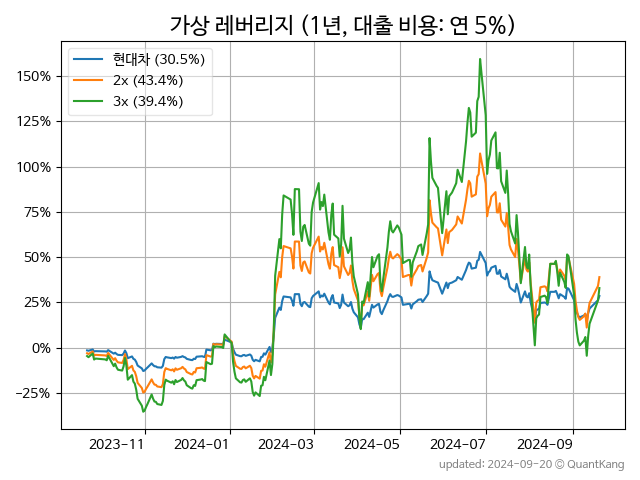 가상 레버리지 (1년, 대출 비용: 연 5%)
현대차 (30.5%)
2x (43.4%)
3x (39.4%)
150%
125%
100%
75%
50%
25%
0%
−25%
2023-11
2024-01
2024-03
2024-05
2024-07
2024-09
updated: 2024-09-20 © QuantKang